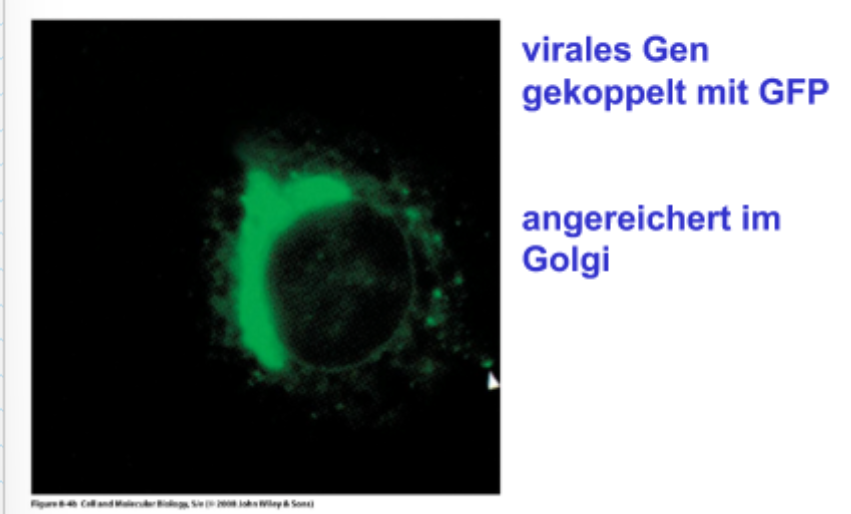 virales Gen
gekoppelt mit GFP
angereichert im
Golgi
Figure 8-4b Cell and Molecular Biology, 5/e (© 2008 John Wiley & Sons)